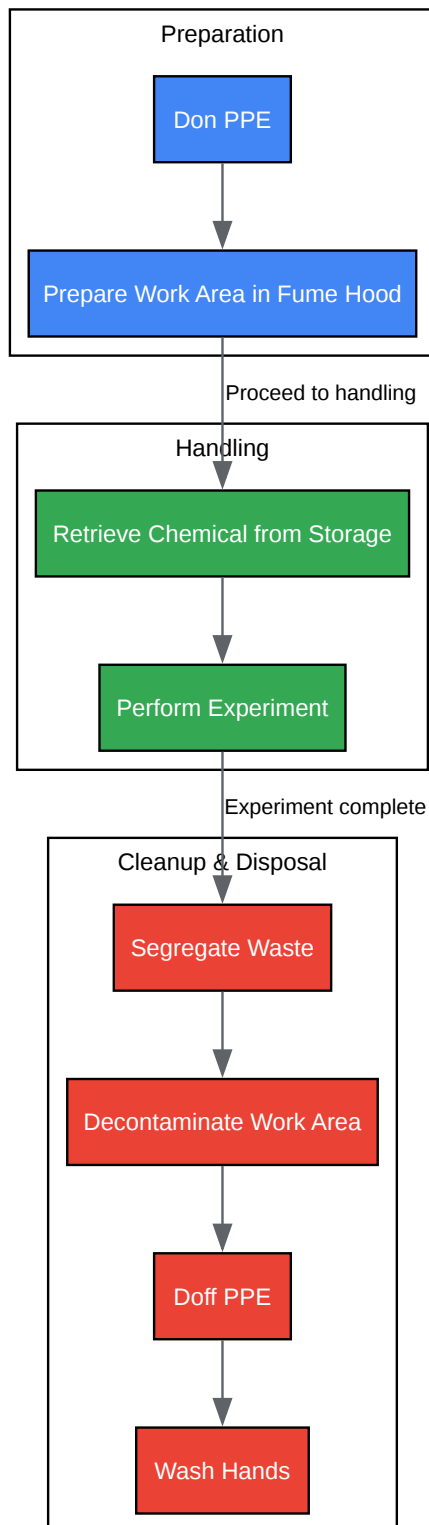 Preparation
Don PPE
Prepare Work Area in Fume Hood
Proceed to handling
Handling
Retrieve Chemical from Storage
Perform Experiment
Experiment complete
Cleanup & Disposal
Segregate Waste
Decontaminate Work Area
Doff PPE
Wash Hands